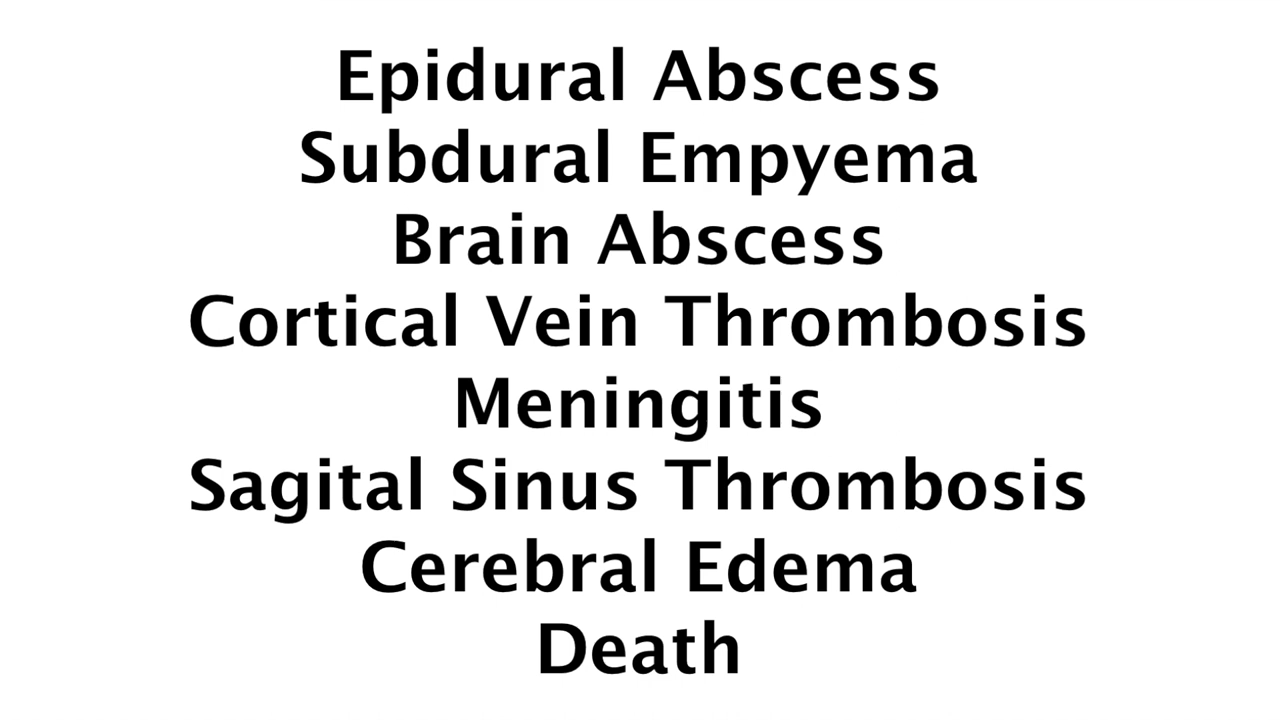 Epidural Abscess
Subdural Empyema
Brain Abscess
Cortical Vein Thrombosis
Meningitis
Sagital Sinus Thrombosis
Cerebral Edema
Death